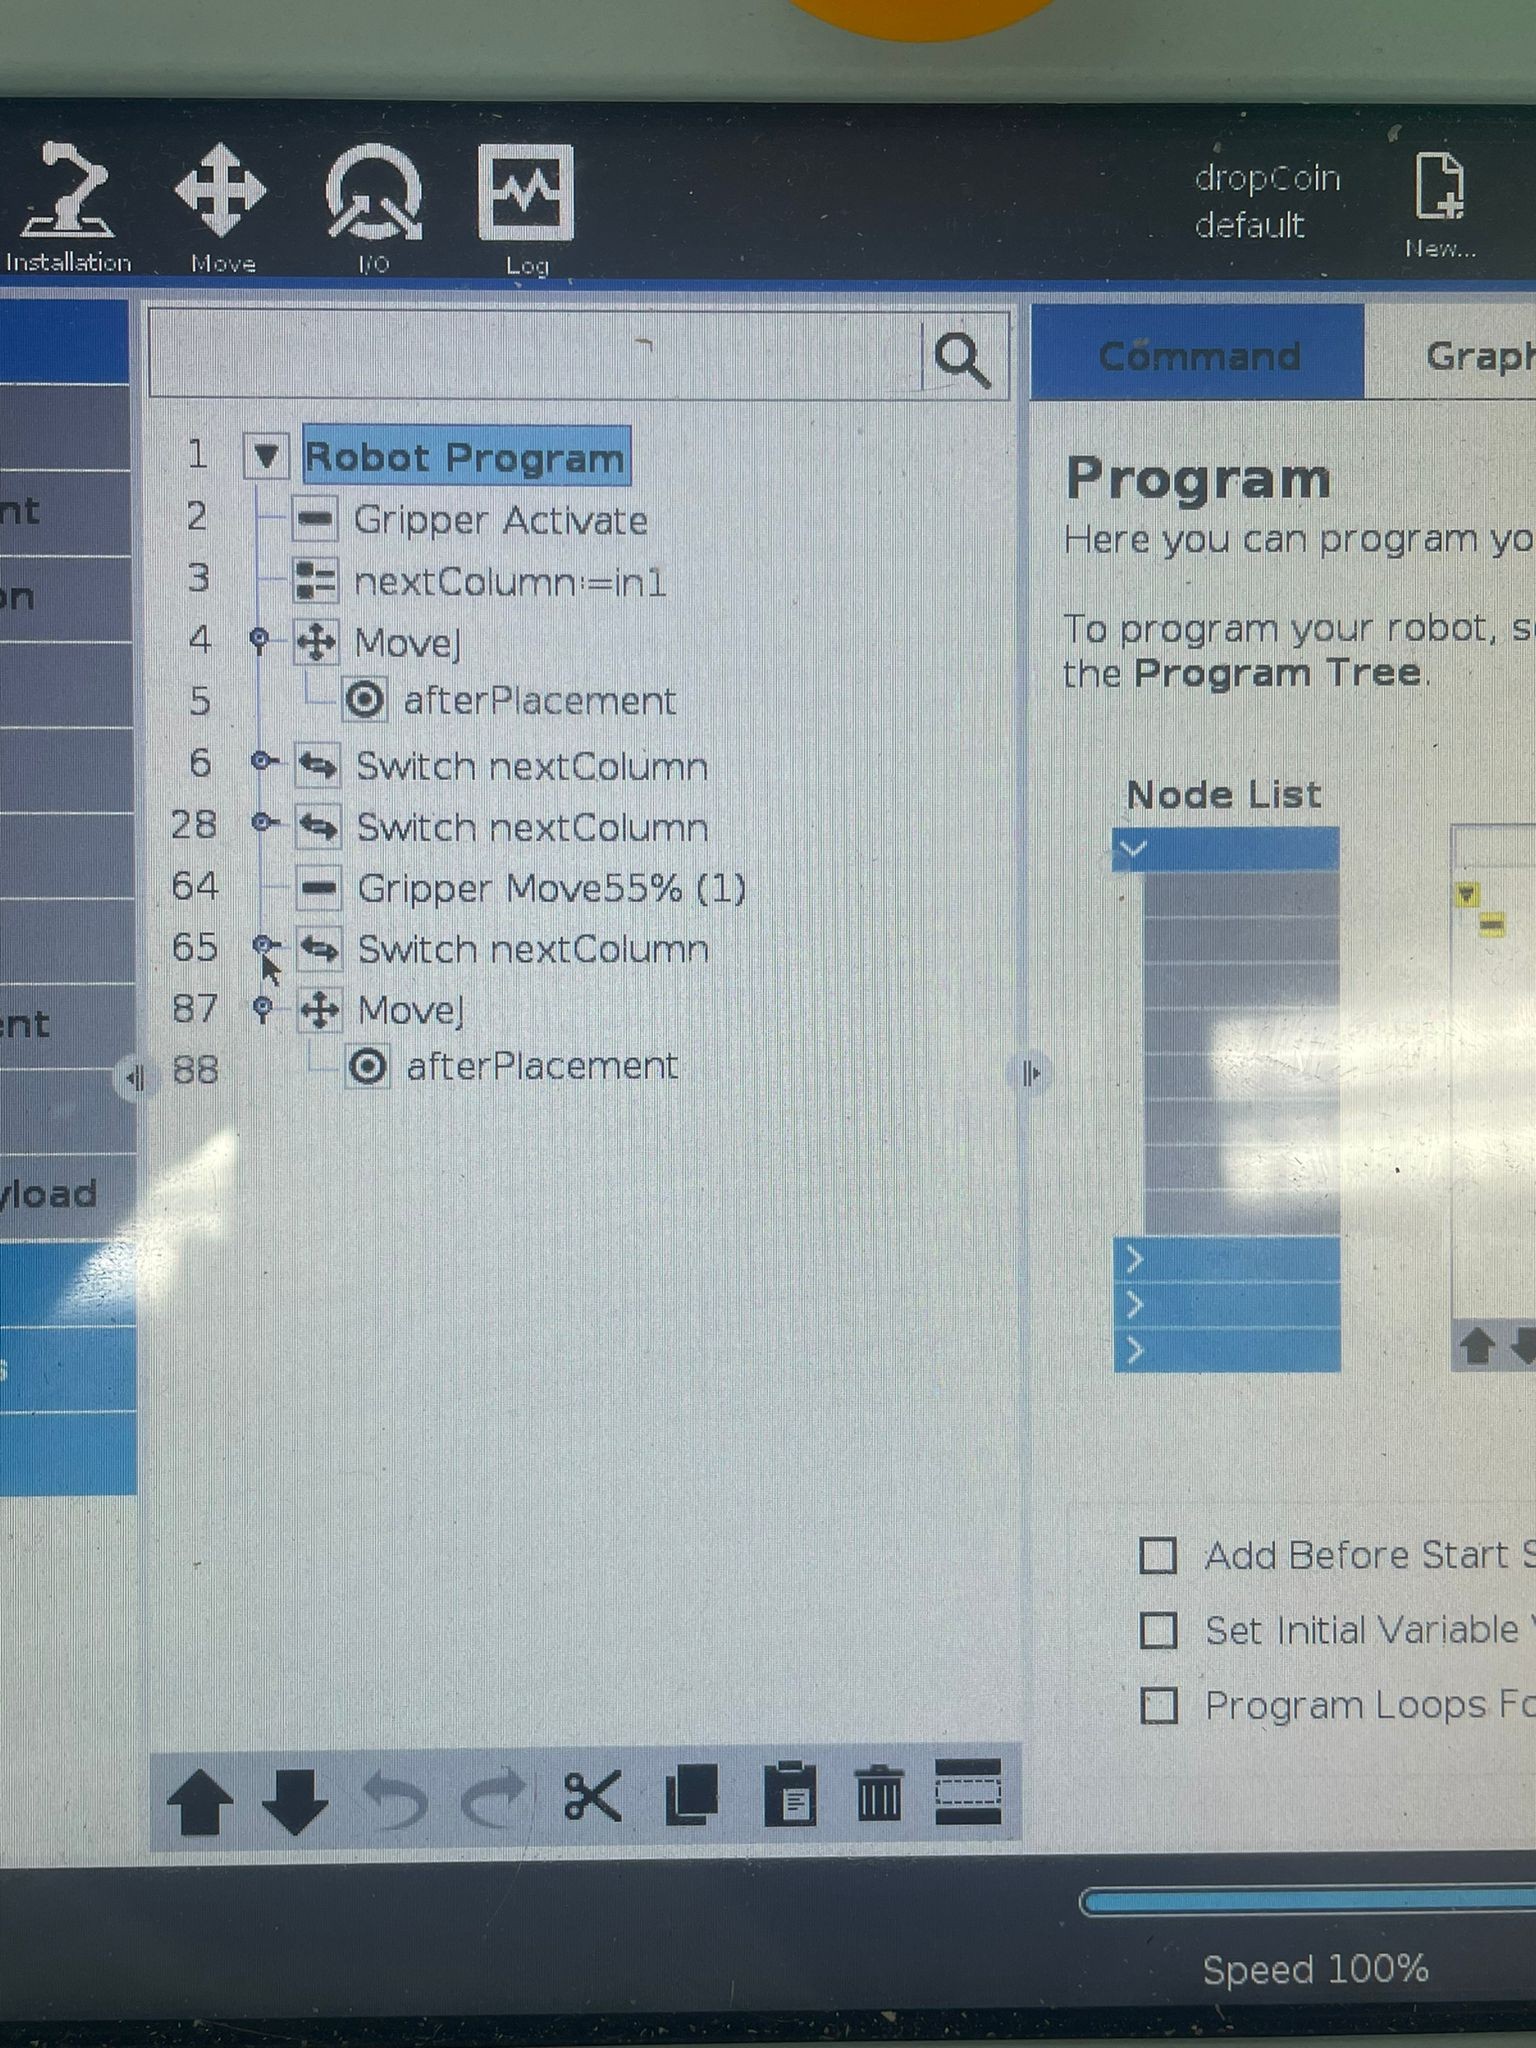 dropCoin
default
Installation
Move
I/O
Log
New...
Command
Graph
1 Robot Program
2 Gripper Activate
3 nextColumn:=in1
4 MoveJ
5 afterPlacement
6 Switch nextColumn
28 Switch nextColumn
64 Gripper Move55% (1)
65 Switch nextColumn
87 MoveJ
88 afterPlacement
nt
on
ent
yload
s
Program
Here you can program yo
To program your robot, s
the Program Tree.
Node List
Add Before Start S
Set Initial Variable V
Program Loops Fo
Speed 100%